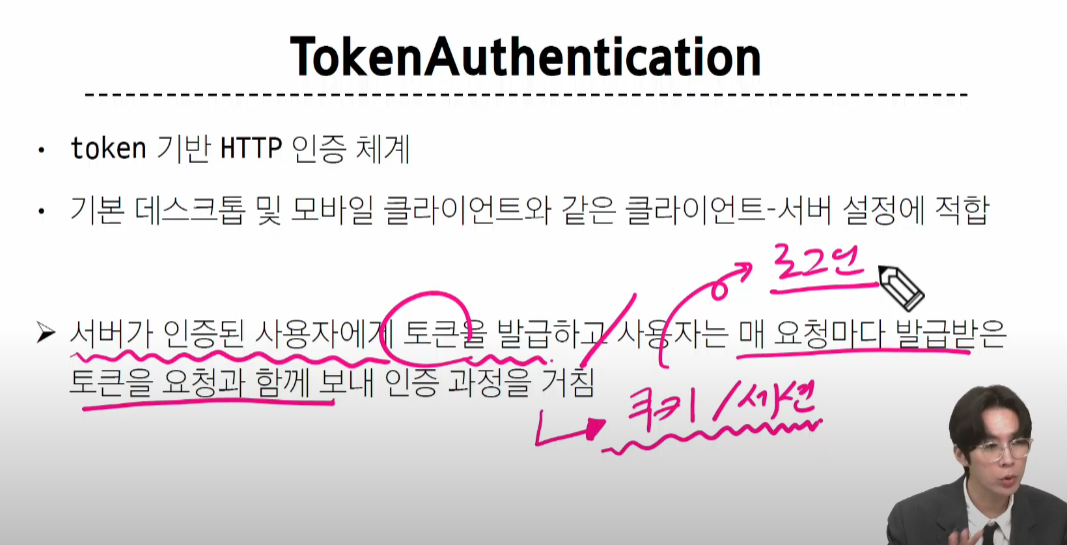 TokenAuthentication
• token 기반 HTTP 인증 체계
• 기본 데스크톱 및 모바일 클라이언트와 같은 클라이언트-서버 설정에 적합
로그인
➢ 서버가 인증된 사용자에게 토큰을 발급하고 사용자는 매 요청마다 발급받은
토큰을 요청과 함께 보내 인증 과정을 거침
쿠키/세션